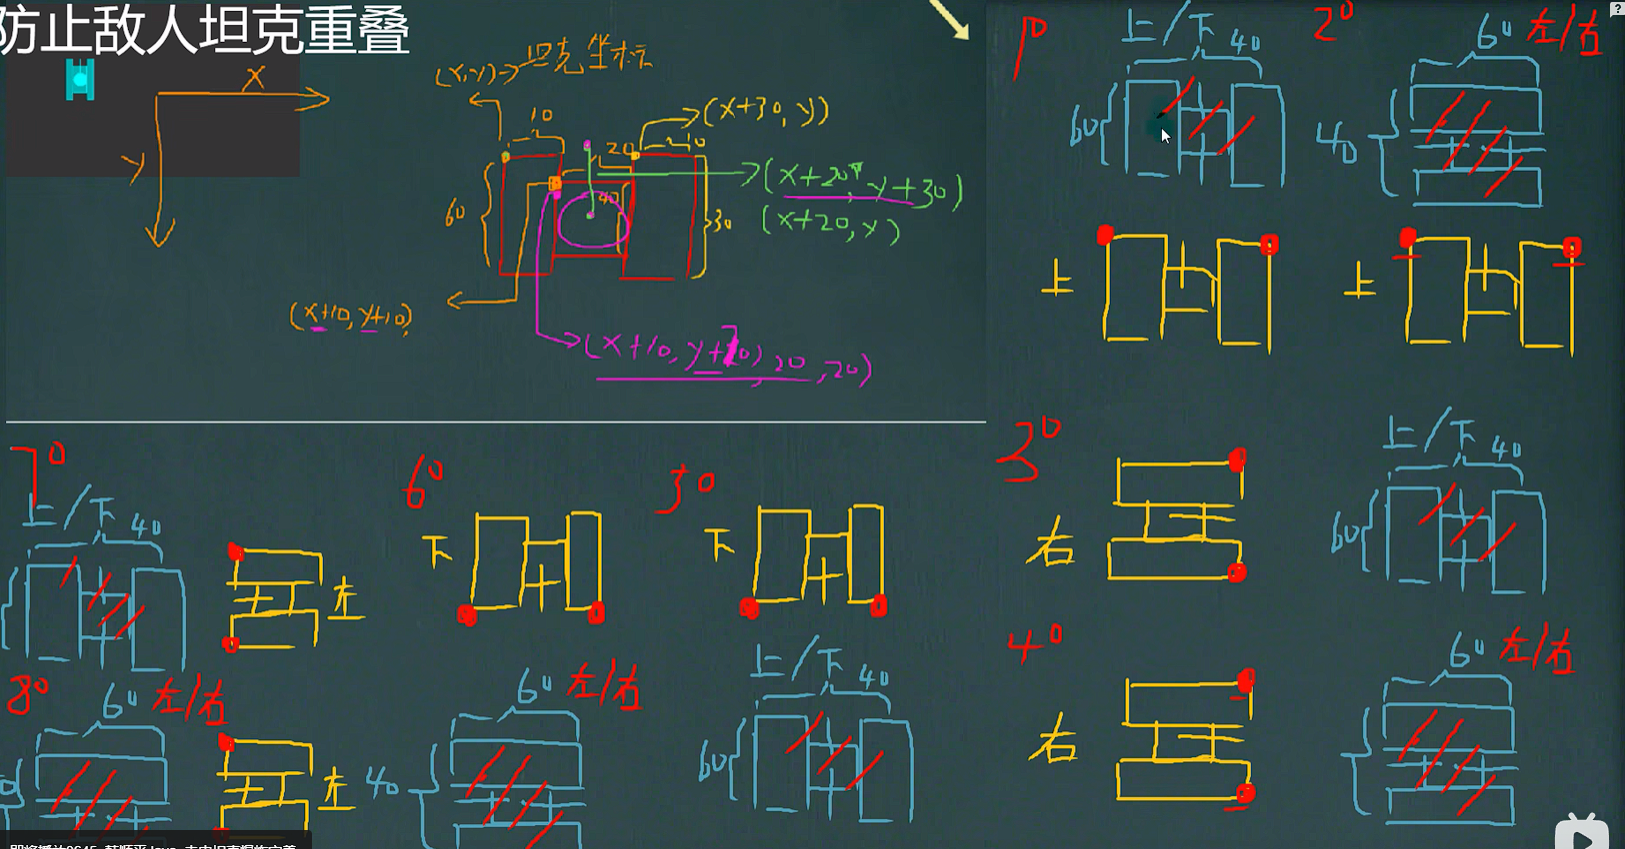 防止敌人坦克重叠
X
y
(x,y)→坦克坐标
10
(x+30, y)
20
10
60
40
30
(x+20, y+30)
(x+20, y)
(x+10, y+10)
20, 20)
1°
上/下 40
60
2°
60 左/右
40
上
上
3°
右
上/下 40
60
4°
右
60 左/右
7°
上/下 40
左
6°
下
60 左/右
40
5°
下
上/下 40
60
8°
60 左/右
左